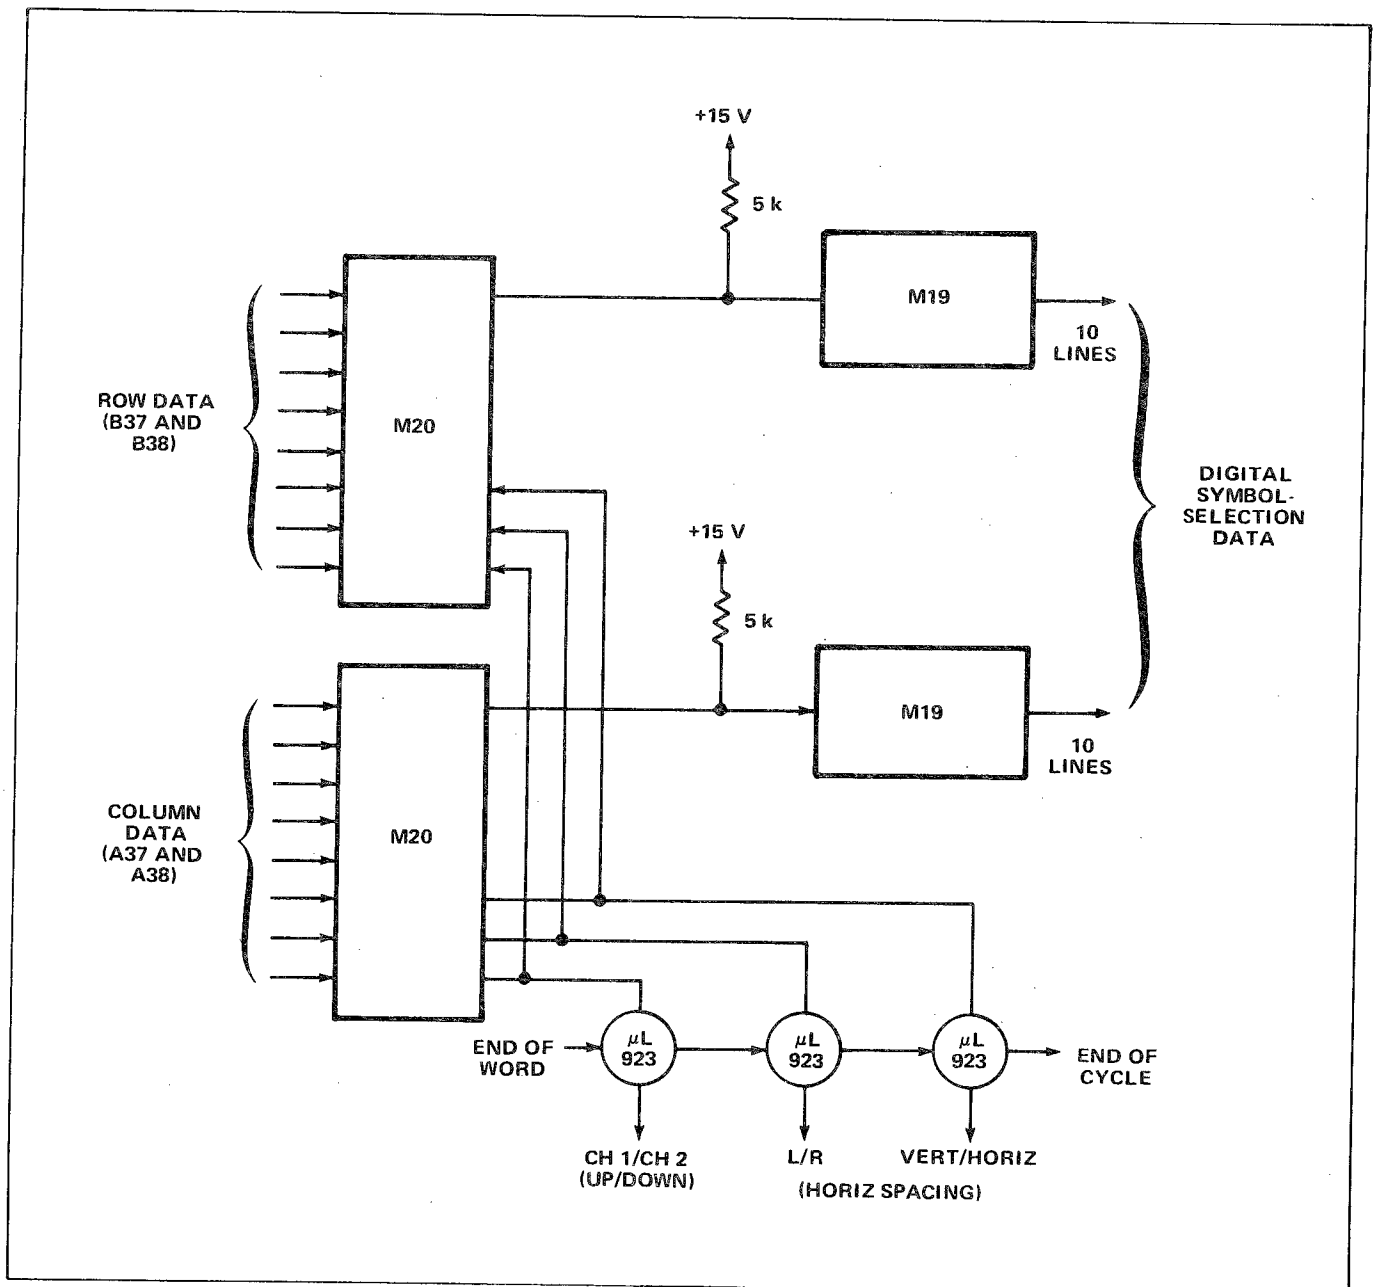 +15 V
5 k
M19
10
LINES
ROW DATA
(B37 AND
B38)
M20
DIGITAL
SYMBOL-
SELECTION
DATA
+15 V
5 k
M19
10
LINES
COLUMN
DATA
(A37 AND
A38)
M20
END OF
WORD
µL
923
µL
923
µL
923
END OF
CYCLE
CH 1/CH 2
(UP/DOWN)
L/R
VERT/HORIZ
(HORIZ SPACING)